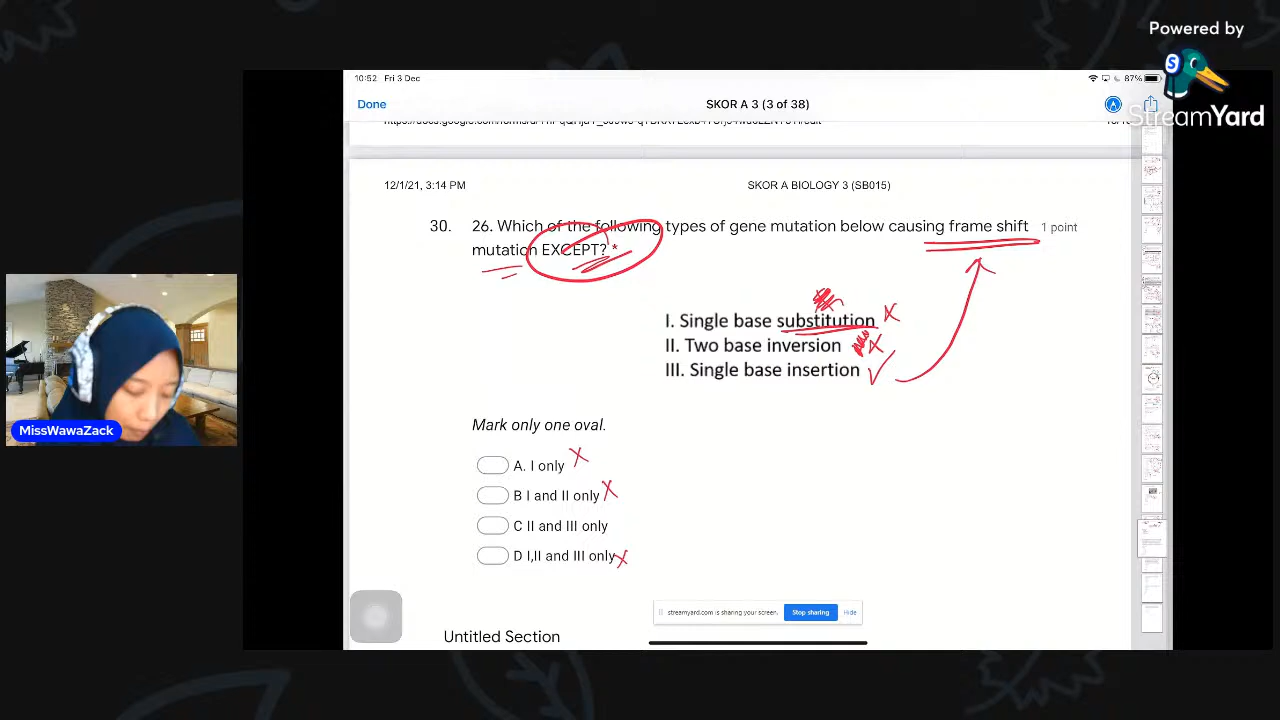 Powered by
StreamYard
10:52 Fri 3 Dec
87%
Done
SKOR A 3 (3 of 38)
12/1/21, 3:14 PM
SKOR A BIOLOGY 3 (SB015)
30. 26. Which of the following types of gene mutation below causing frame shift 1 point
mutation EXCEPT? *
I. Single base substitution
II. Two base inversion
III. Single base insertion
Mark only one oval.
A. I only
B I and II only
C II and III only
D I,II and III only
MissWawaZack
streamyard.com is sharing your screen.
Stop sharing
Hide
Untitled Section